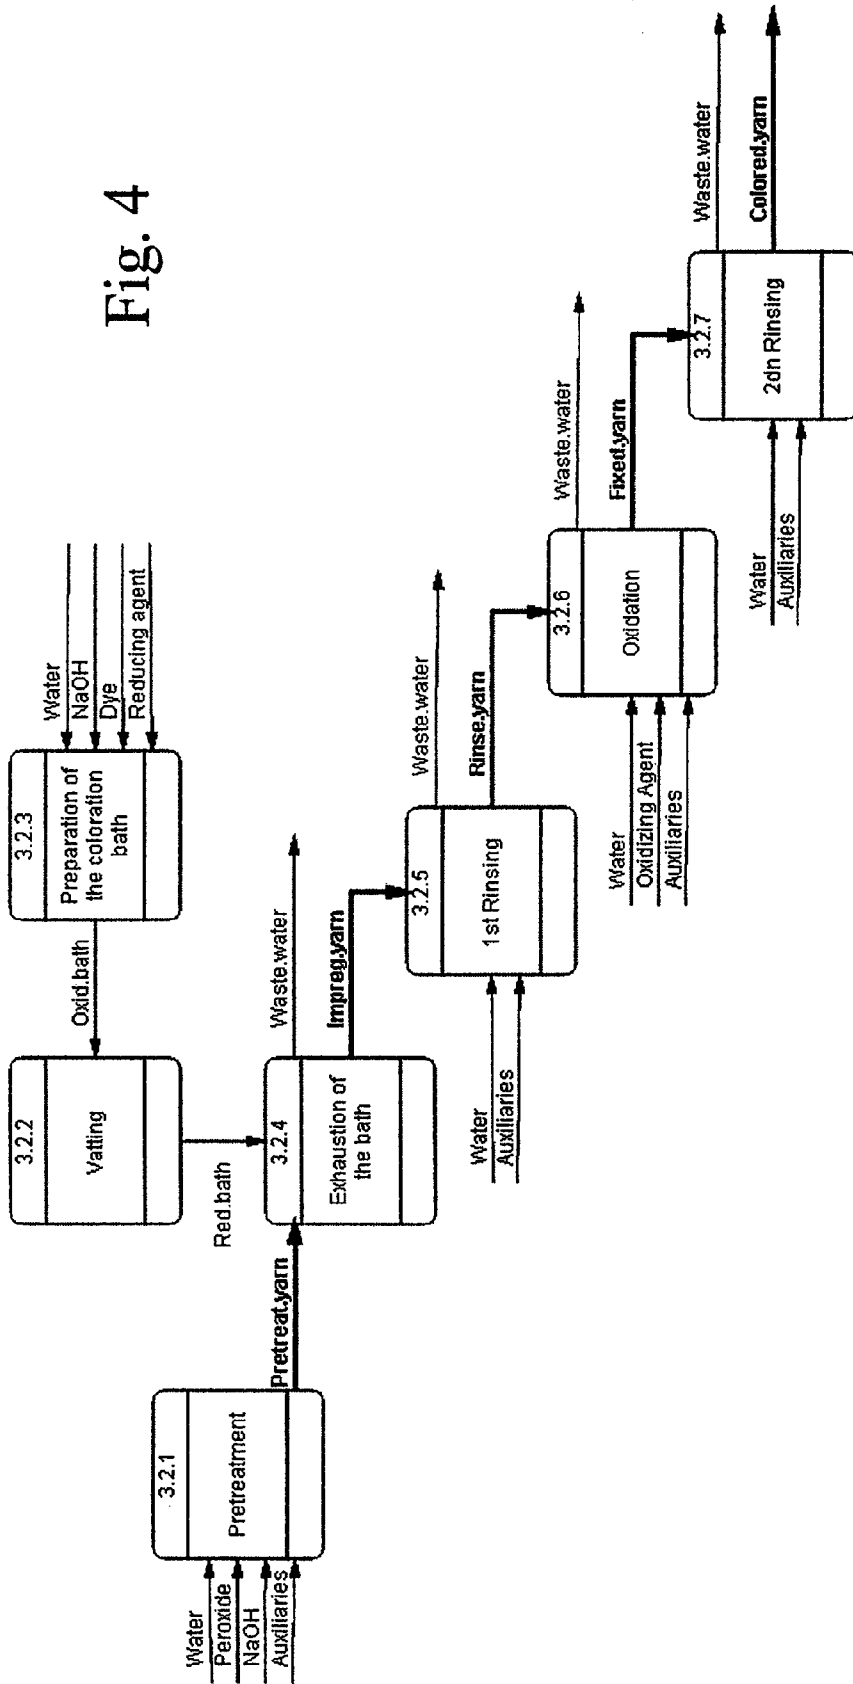 Fig. 4
3.2.3
Preparation of
the coloration
bath
Water
NaOH
Dye
Reducing agent
Oxid.bath
3.2.2
Vatting
Red.bath
3.2.1
Pretreatment
Water
Peroxide
NaOH
Auxiliaries
Pretreat.yarn
3.2.4
Exhaustion of
the bath
Waste.water
Impreg.yarn
3.2.5
1st Rinsing
Water
Auxiliaries
Waste.water
Rinse.yarn
3.2.6
Oxidation
Water
Oxidizing Agent
Auxiliaries
Waste.water
Fixed.yarn
3.2.7
2dn Rinsing
Water
Auxiliaries
Waste.water
Colored.yarn